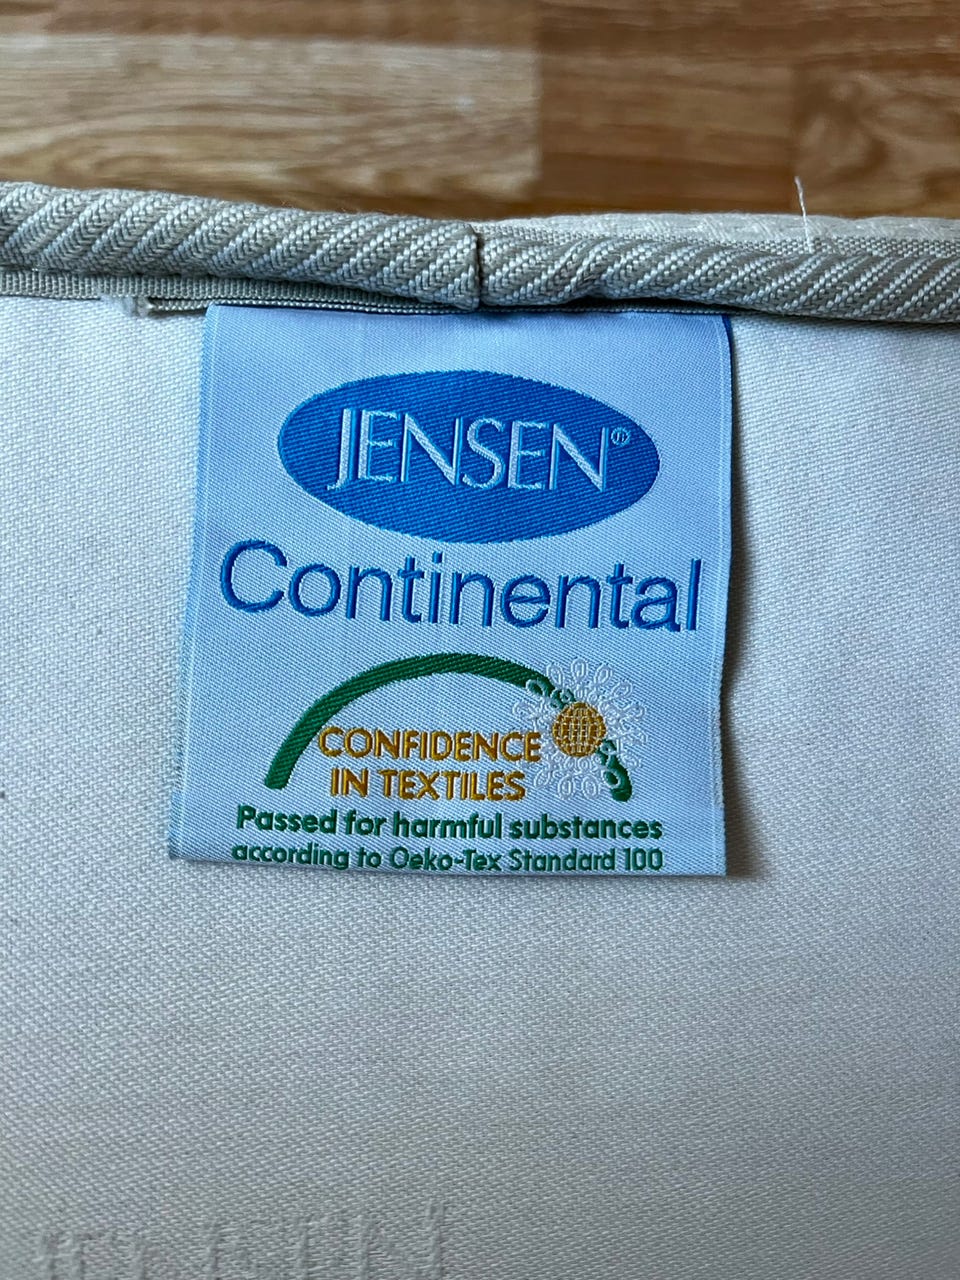 JENSEN®
Continental
CONFIDENCE
IN TEXTILES
Passed for harmful substances
according to Oeko-Tex Standard 100